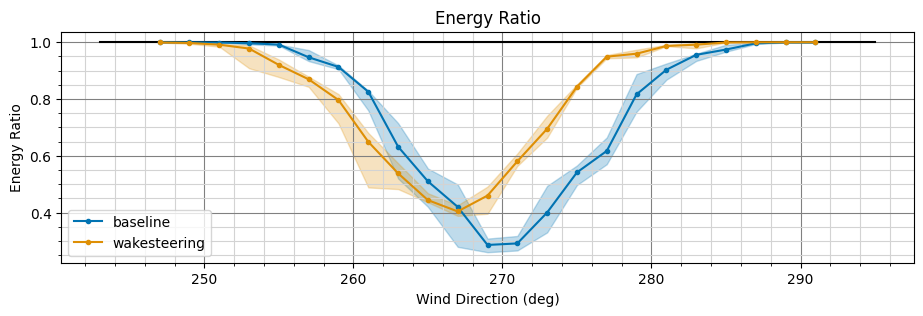 Energy Ratio
1.0
0.8
0.6
0.4
Energy Ratio
baseline
wakesteering
250
260
270
280
290
Wind Direction (deg)